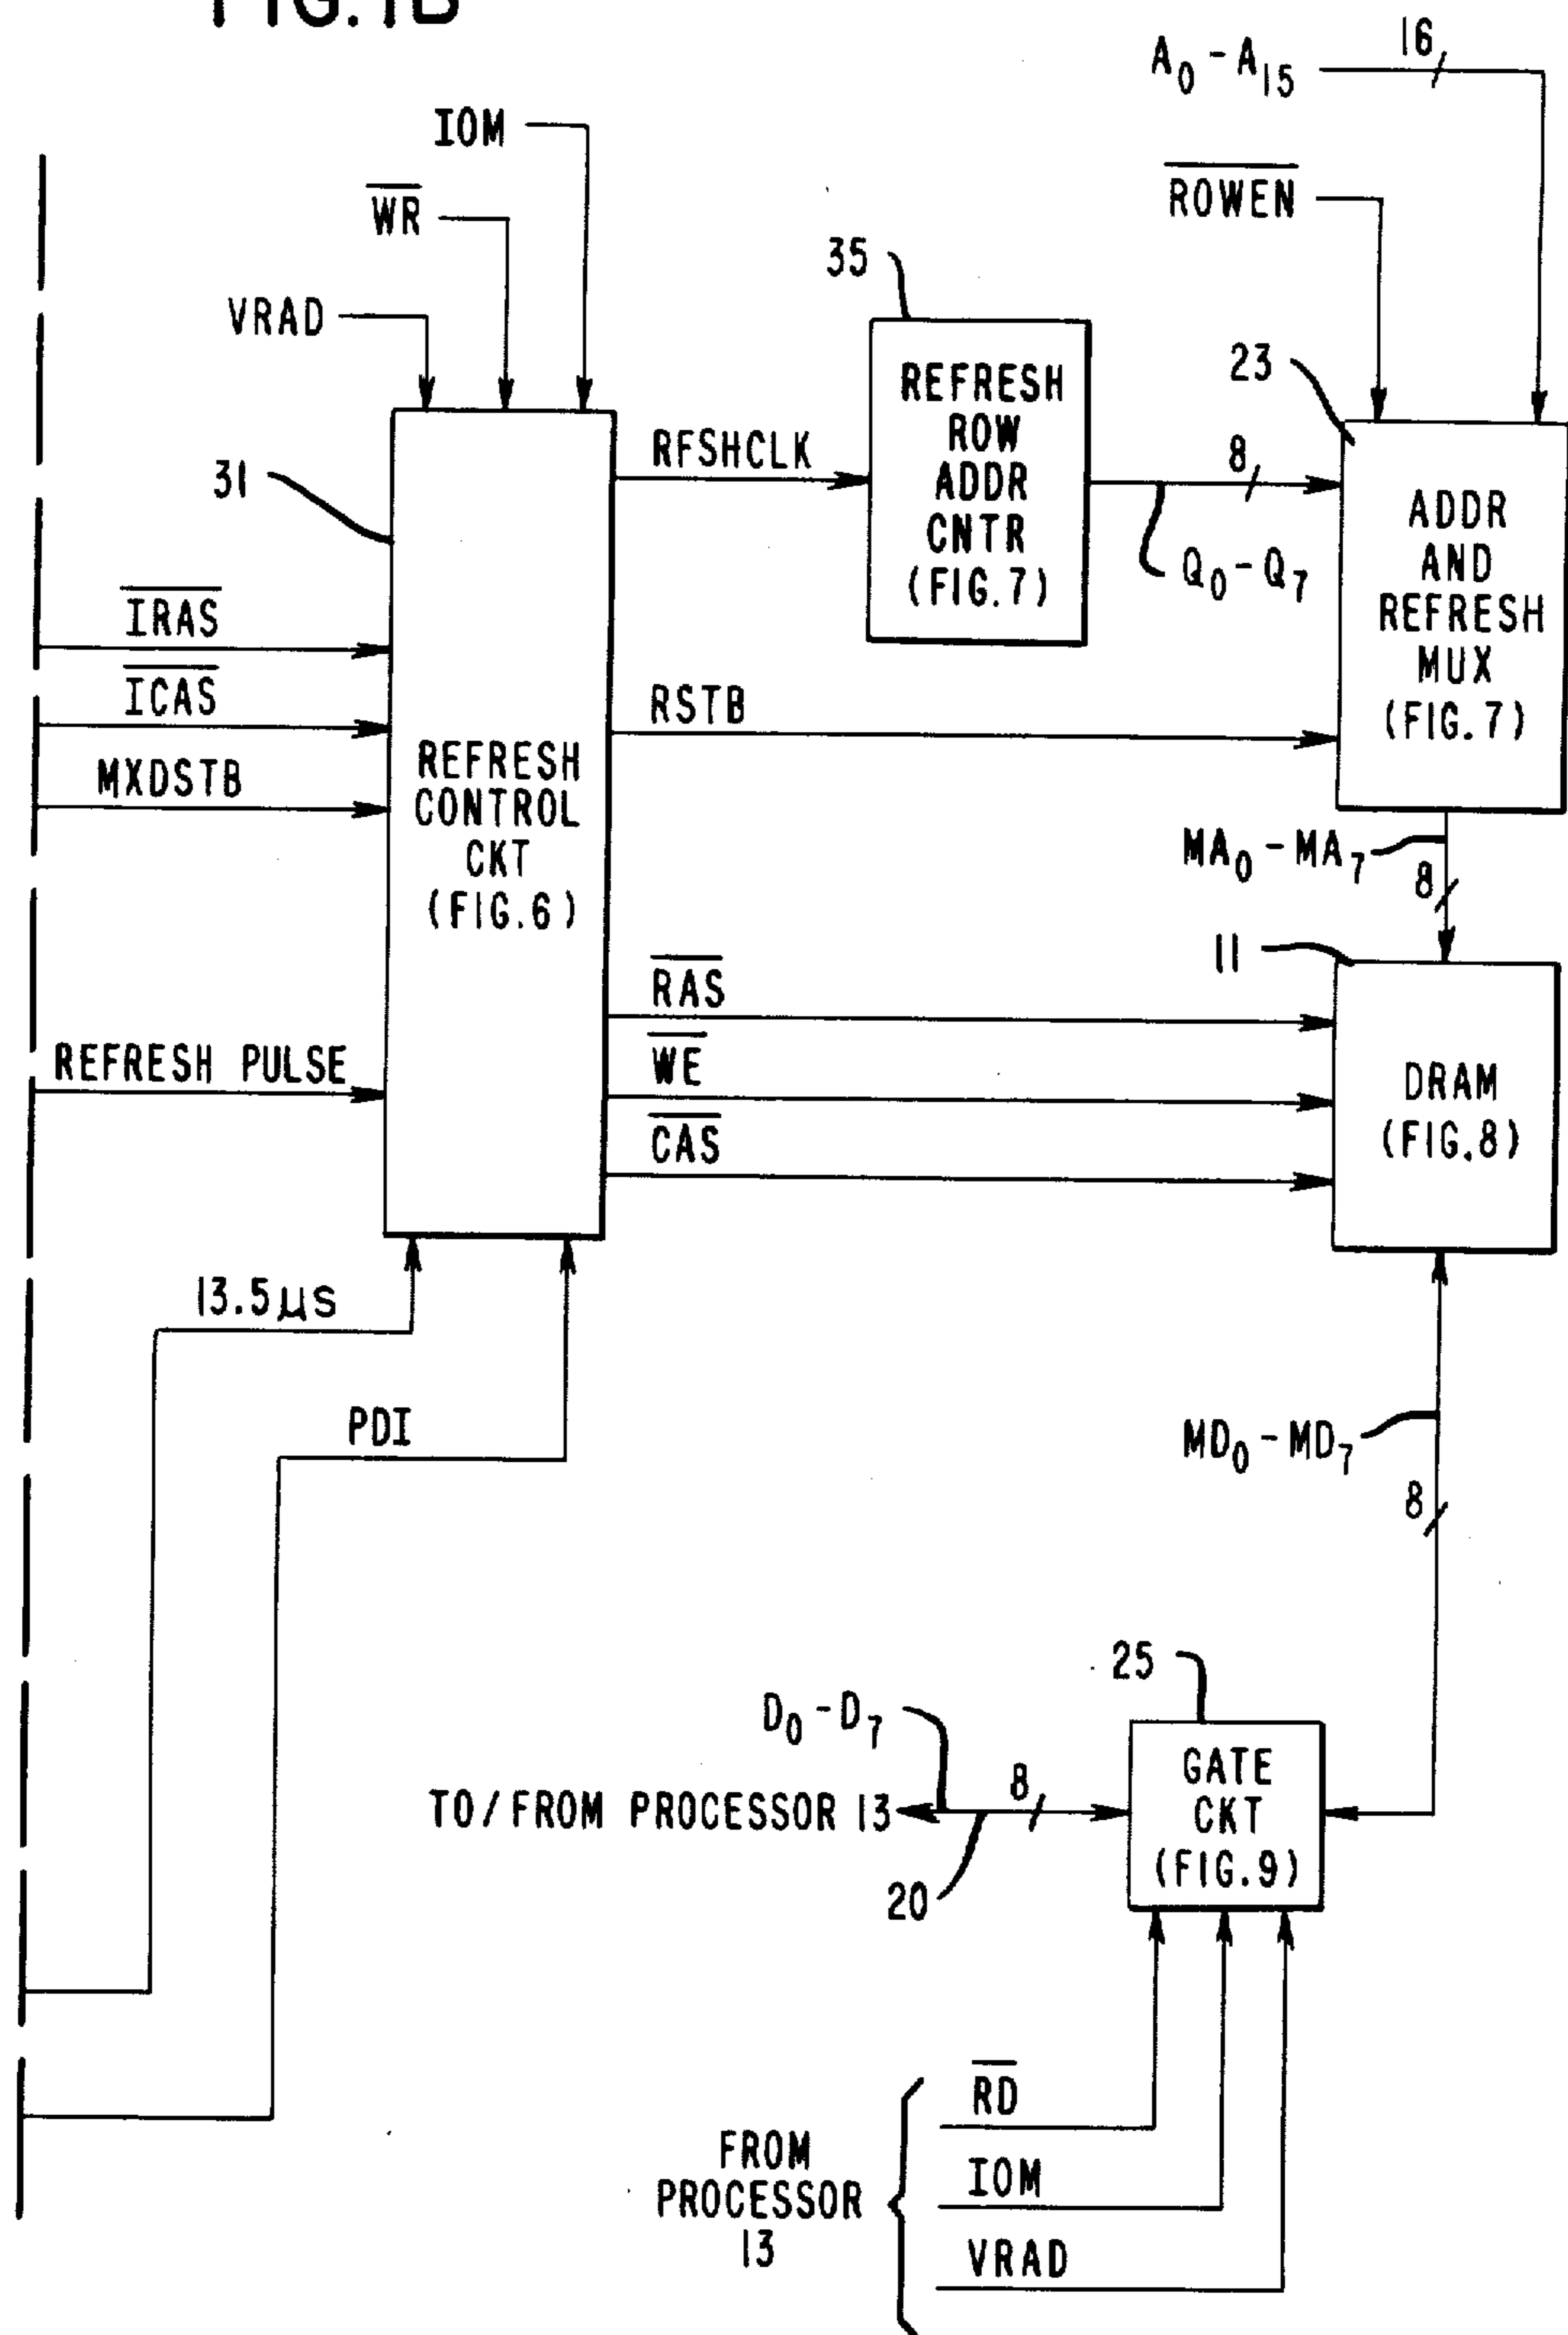 FIG. 1B
A0 - A15
16
IOM
WR
ROWEN
VRAD
35
23
31
REFRESH
ROW
ADDR
CNTR
(FIG.7)
RFSHCLK
8
Q0 - Q7
ADDR
AND
REFRESH
MUX
(FIG.7)
IRAS
ICAS
MXDSTB
RSTB
REFRESH
CONTROL
CKT
(FIG.6)
MA0 - MA7
8
11
RAS
WE
CAS
REFRESH PULSE
DRAM
(FIG.8)
13.5μs
PDI
MD0 - MD7
8
25
D0 - D7
8
TO/FROM PROCESSOR 13
20
GATE
CKT
(FIG.9)
RD
IOM
VRAD
FROM
PROCESSOR
13